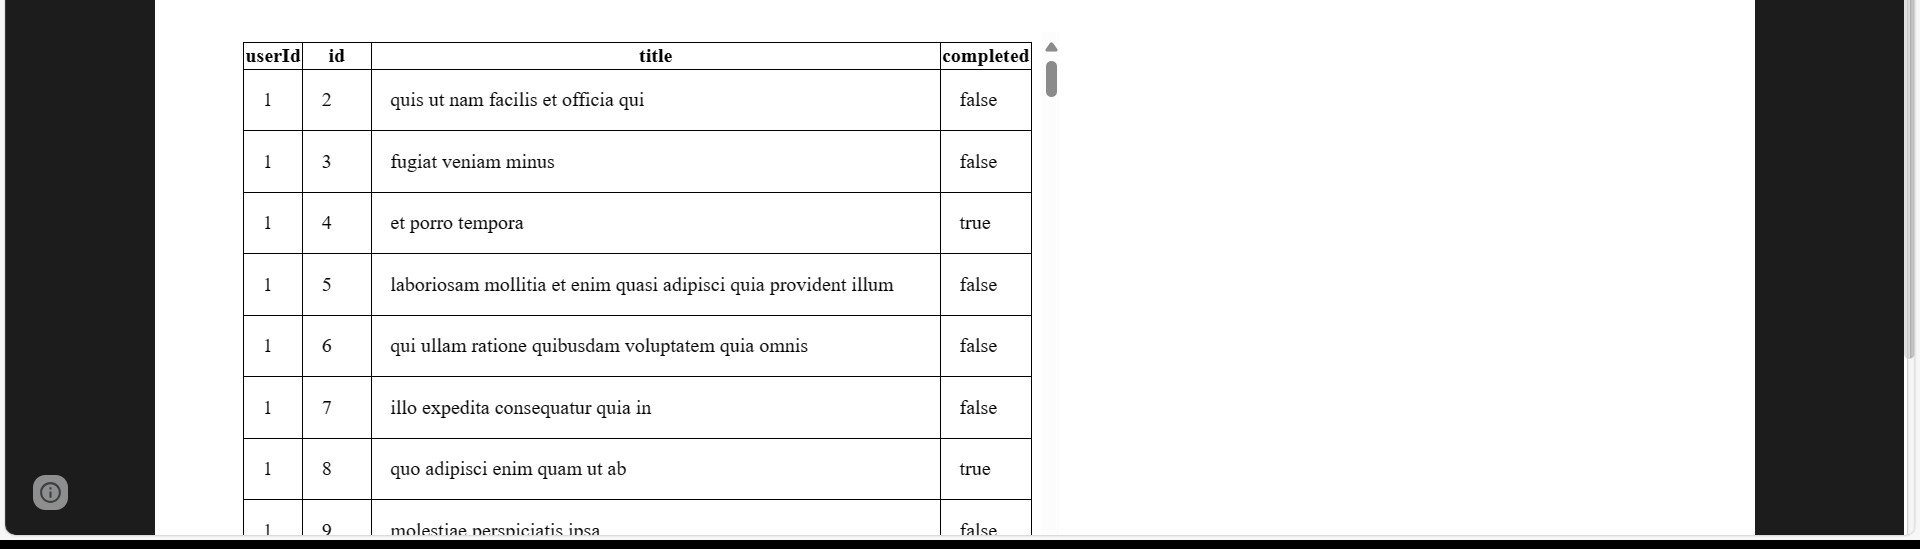 userId id title completed
1 2 quis ut nam facilis et officia qui false
1 3 fugiat veniam minus false
1 4 et porro tempora true
1 5 laboriosam mollitia et enim quasi adipisci quia provident illum false
1 6 qui ullam ratione quibusdam voluptatem quia omnis false
1 7 illo expedita consequatur quia in false
1 8 quo adipisci enim quam ut ab true
1 9 molestiae perspiciatis ipsa false